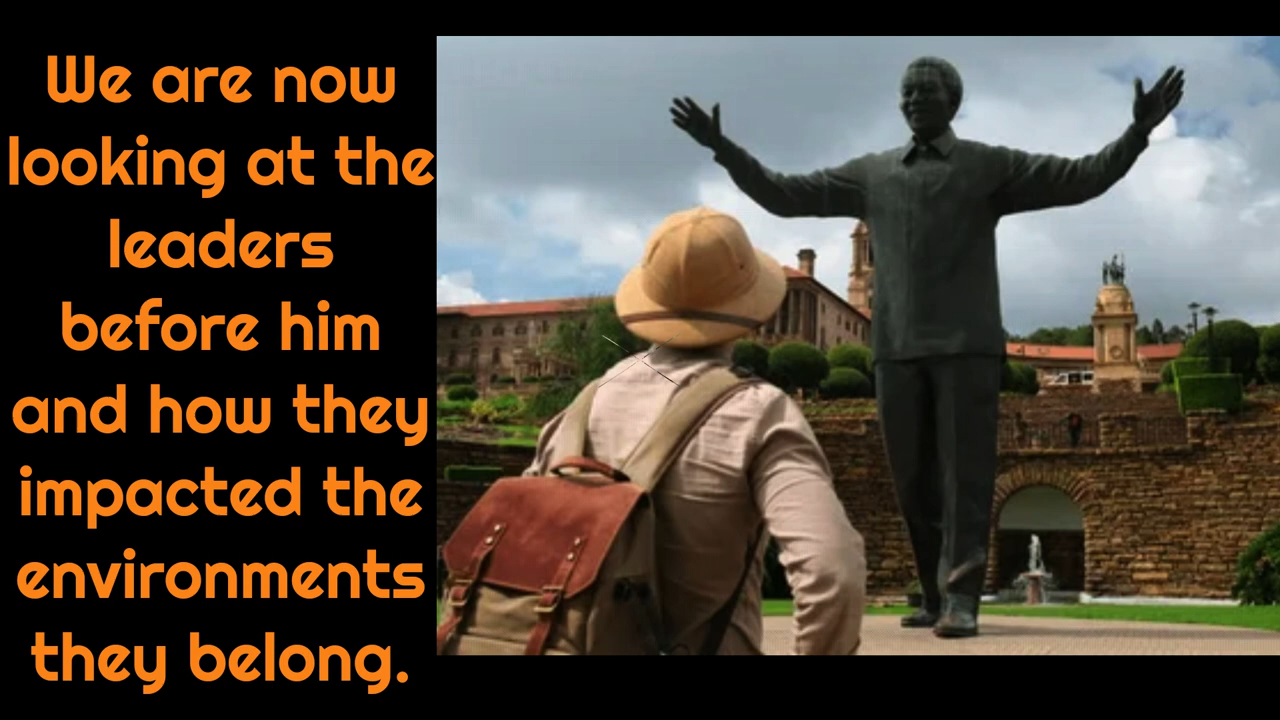 We are now
looking at the
leaders
before him
and how they
impacted the
environments
they belong.